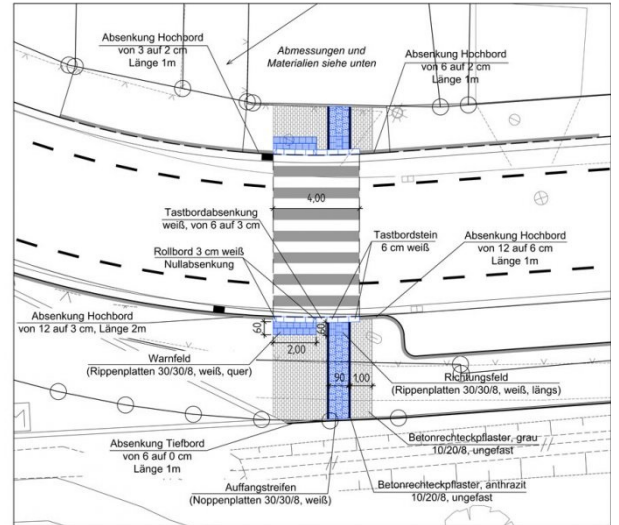 Absenkung Hochbord
von 3 auf 2 cm
Länge 1m
Abmessungen und
Materialien siehe unten
Absenkung Hochbord
von 6 auf 2 cm
Länge 1m
4,00
Tastbordabsenkung
weiß, von 6 auf 3 cm
Tastbordstein
6 cm weiß
Absenkung Hochbord
von 12 auf 6 cm
Länge 1m
Rollbord 3 cm weiß
Nullabsenkung
Absenkung Hochbord
von 12 auf 3 cm, Länge 2m
60
60
2,00
90
1,00
Warnfeld
(Rippenplatten 30/30/8, weiß, quer)
Richtungsfeld
(Rippenplatten 30/30/8, weiß, längs)
Absenkung Tiefbord
von 6 auf 0 cm
Länge 1m
Betonrechteckpflaster, grau
10/20/8, ungefast
Auffangstreifen
(Noppenplatten 30/30/8, weiß)
Betonrechteckpflaster, anthrazit
10/20/8, ungefast